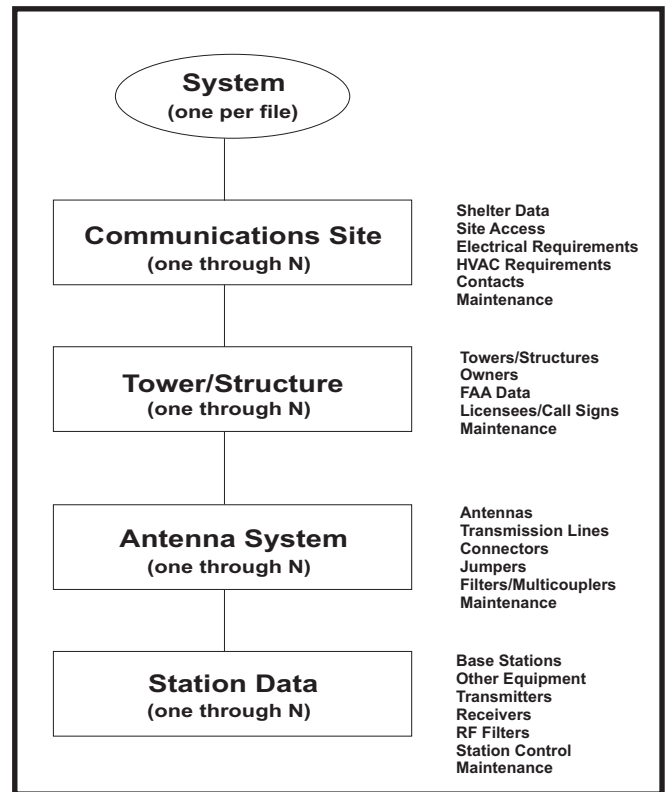 System
(one per file)
Communications Site
(one through N)
Shelter Data
Site Access
Electrical Requirements
HVAC Requirements
Contacts
Maintenance
Tower/Structure
(one through N)
Towers/Structures
Owners
FAA Data
Licensees/Call Signs
Maintenance
Antenna System
(one through N)
Antennas
Transmission Lines
Connectors
Jumpers
Filters/Multicouplers
Maintenance
Station Data
(one through N)
Base Stations
Other Equipment
Transmitters
Receivers
RF Filters
Station Control
Maintenance